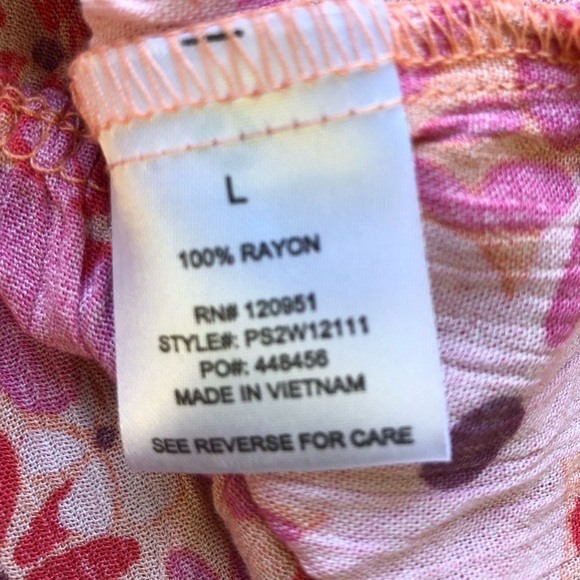 L
100% RAYON
RN# 120951
STYLE#: PS2W12111
PO#: 448456
MADE IN VIETNAM
SEE REVERSE FOR CARE